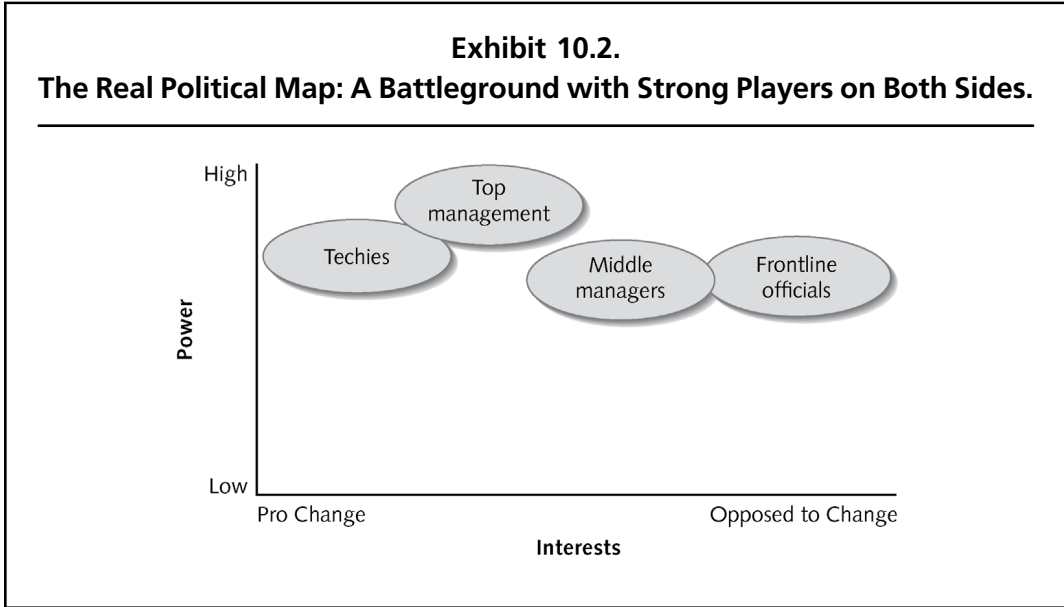 Exhibit 10.2.
The Real Political Map: A Battleground with Strong Players on Both Sides.
High
Top
management
Techies
Middle
managers
Frontline
officials
Power
Low
Pro Change
Opposed to Change
Interests